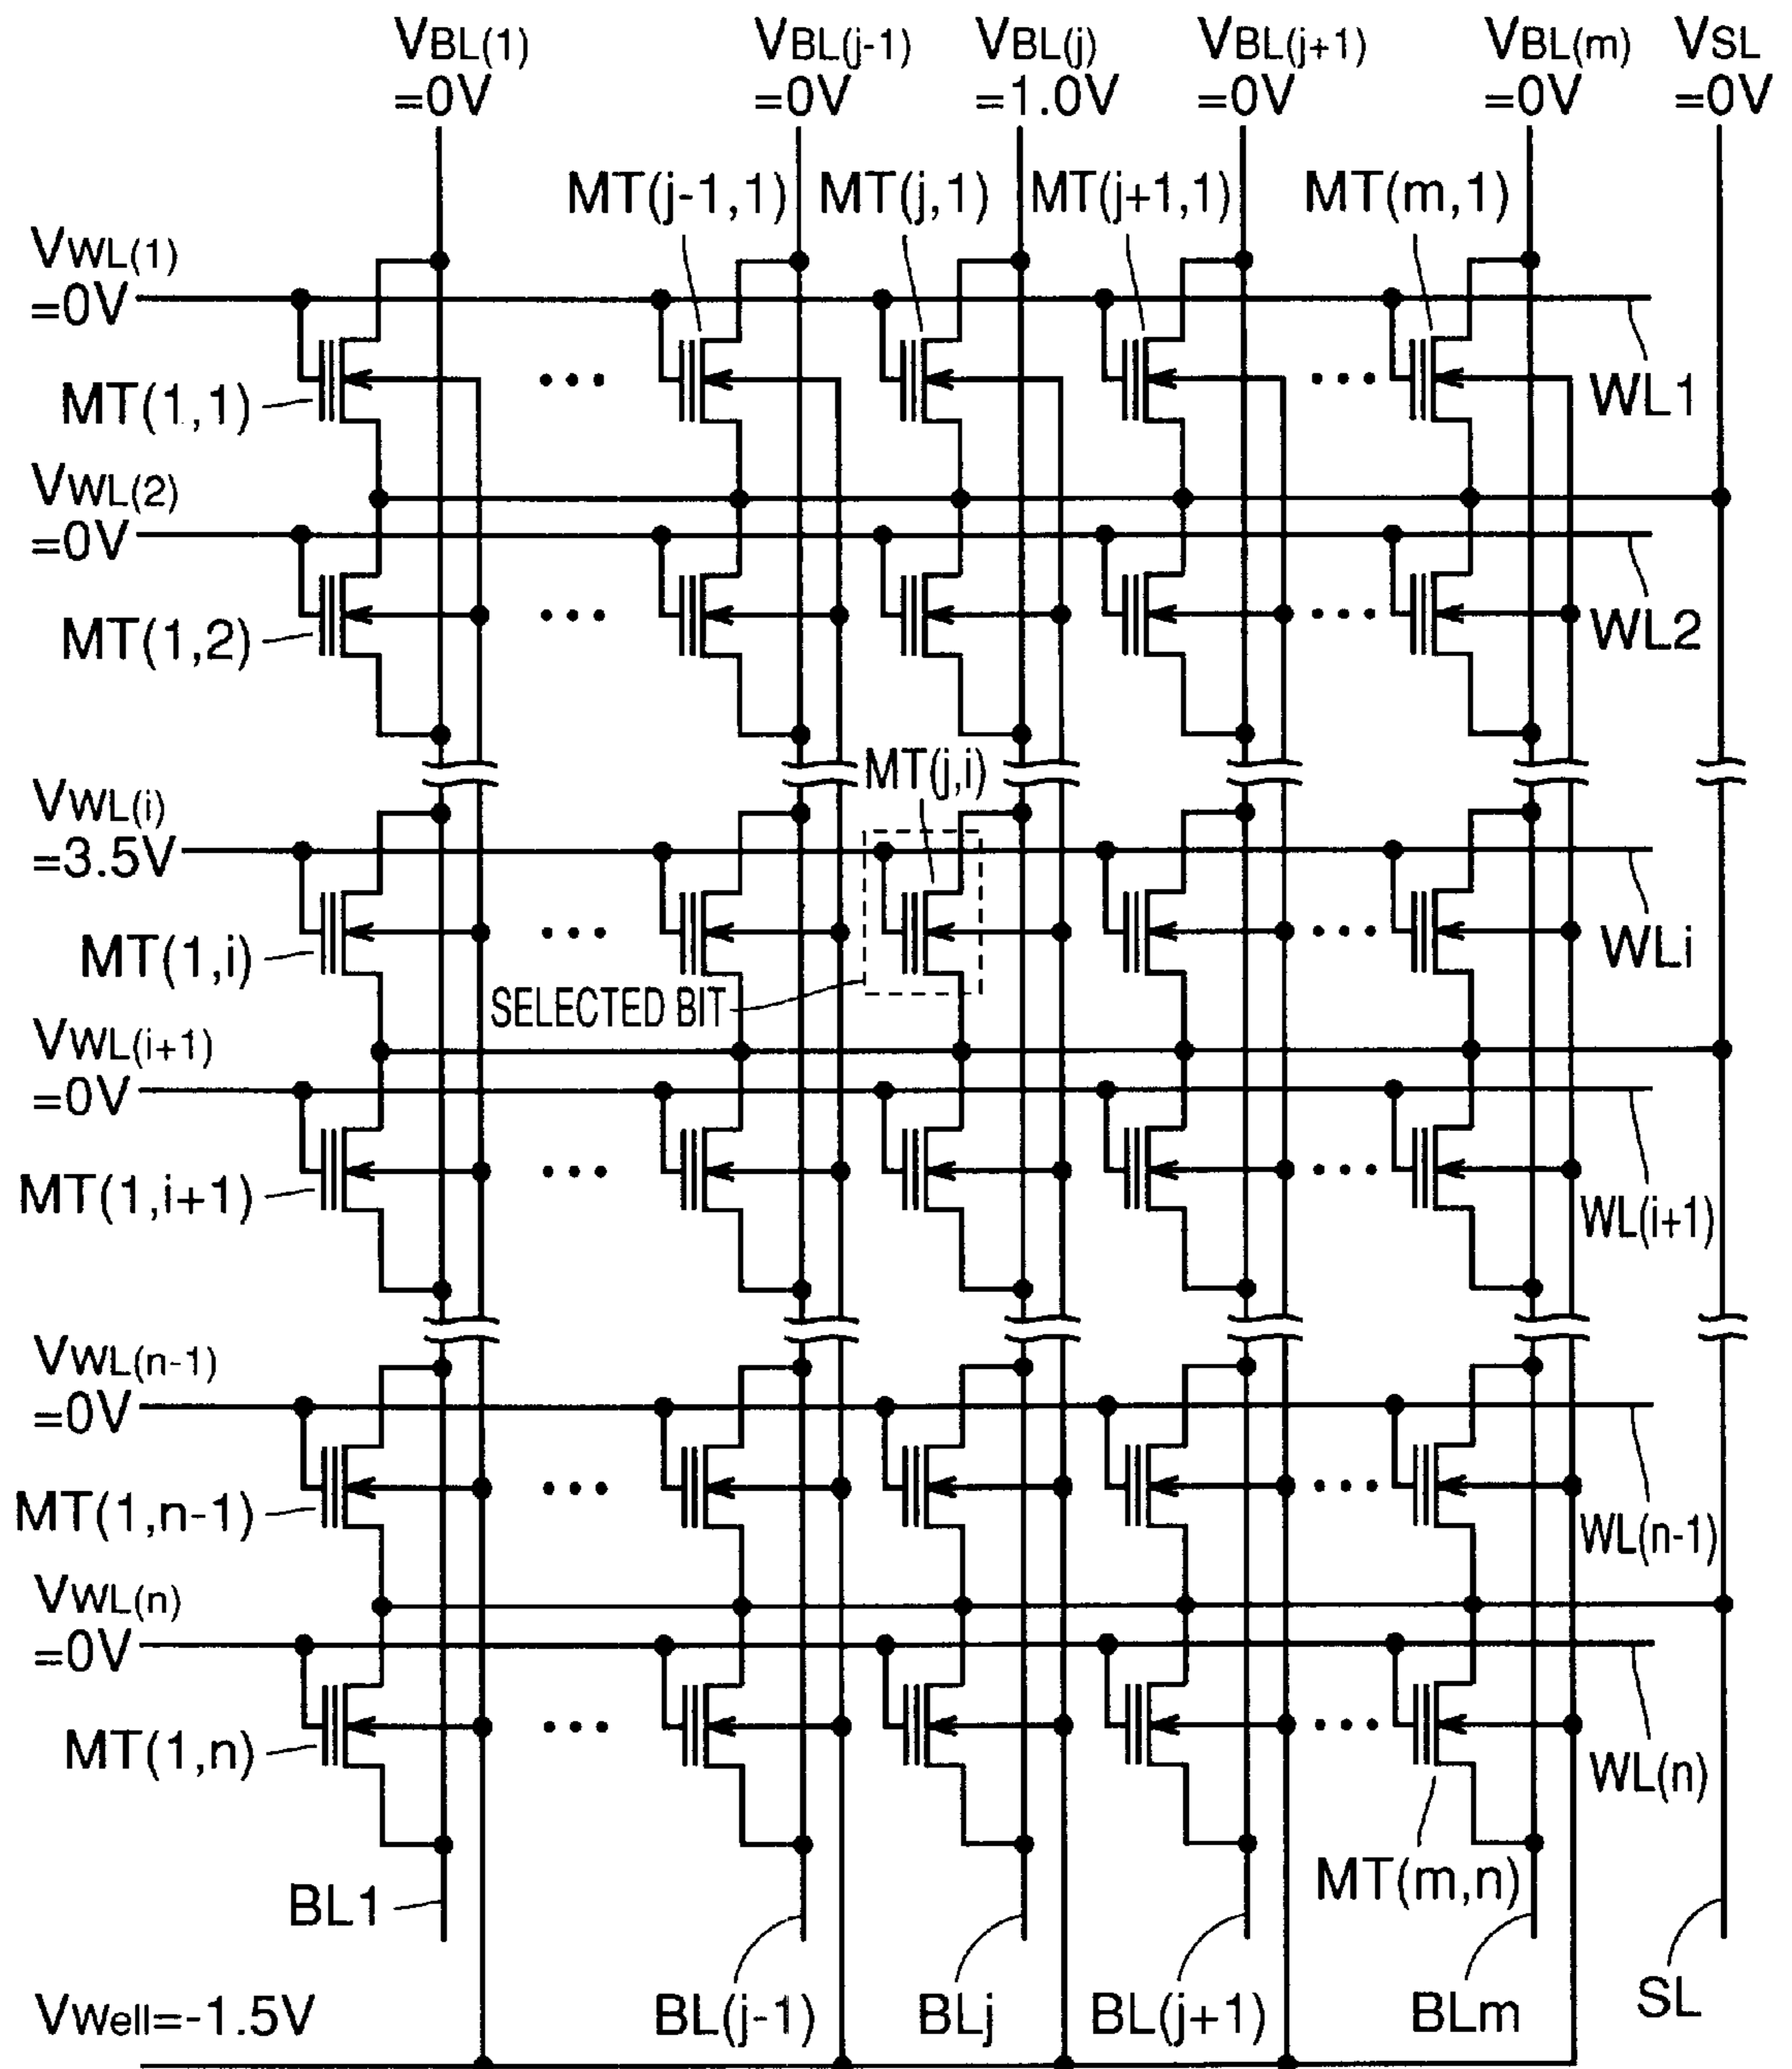 VBL(1)
=0V
VBL(j-1)
=0V
VBL(j)
=1.0V
VBL(j+1)
=0V
VBL(m)
=0V
VSL
=0V
MT(j-1,1)
MT(j,1)
MT(j+1,1)
MT(m,1)
VWL(1)
=0V
MT(1,1)
WL1
VWL(2)
=0V
MT(1,2)
WL2
MT(j,i)
VWL(i)
=3.5V
MT(1,i)
WLi
SELECTED BIT
VWL(i+1)
=0V
MT(1,i+1)
WL(i+1)
VWL(n-1)
=0V
MT(1,n-1)
WL(n-1)
VWL(n)
=0V
MT(1,n)
WL(n)
MT(m,n)
BL1
BL(j-1)
BLj
BL(j+1)
BLm
SL
VWell=-1.5V